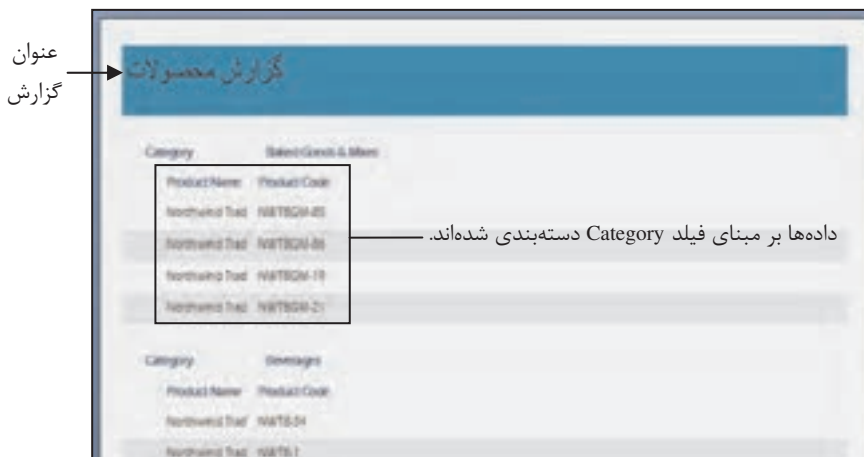 عنوان
گزارش
گزارش محصولات
Category Baked Goods & Mixes
Product Name Product Code
Northwind Trad NWTBGM-85
Northwind Trad NWTBGM-86
داده‌ها بر مبنای فیلد Category دسته‌بندی شده‌اند.
Northwind Trad NWTBGM-19
Northwind Trad NWTBGM-21
Category Beverages
Product Name Product Code
Northwind Trad NWTB-34
Northwind Trad NWTB-1